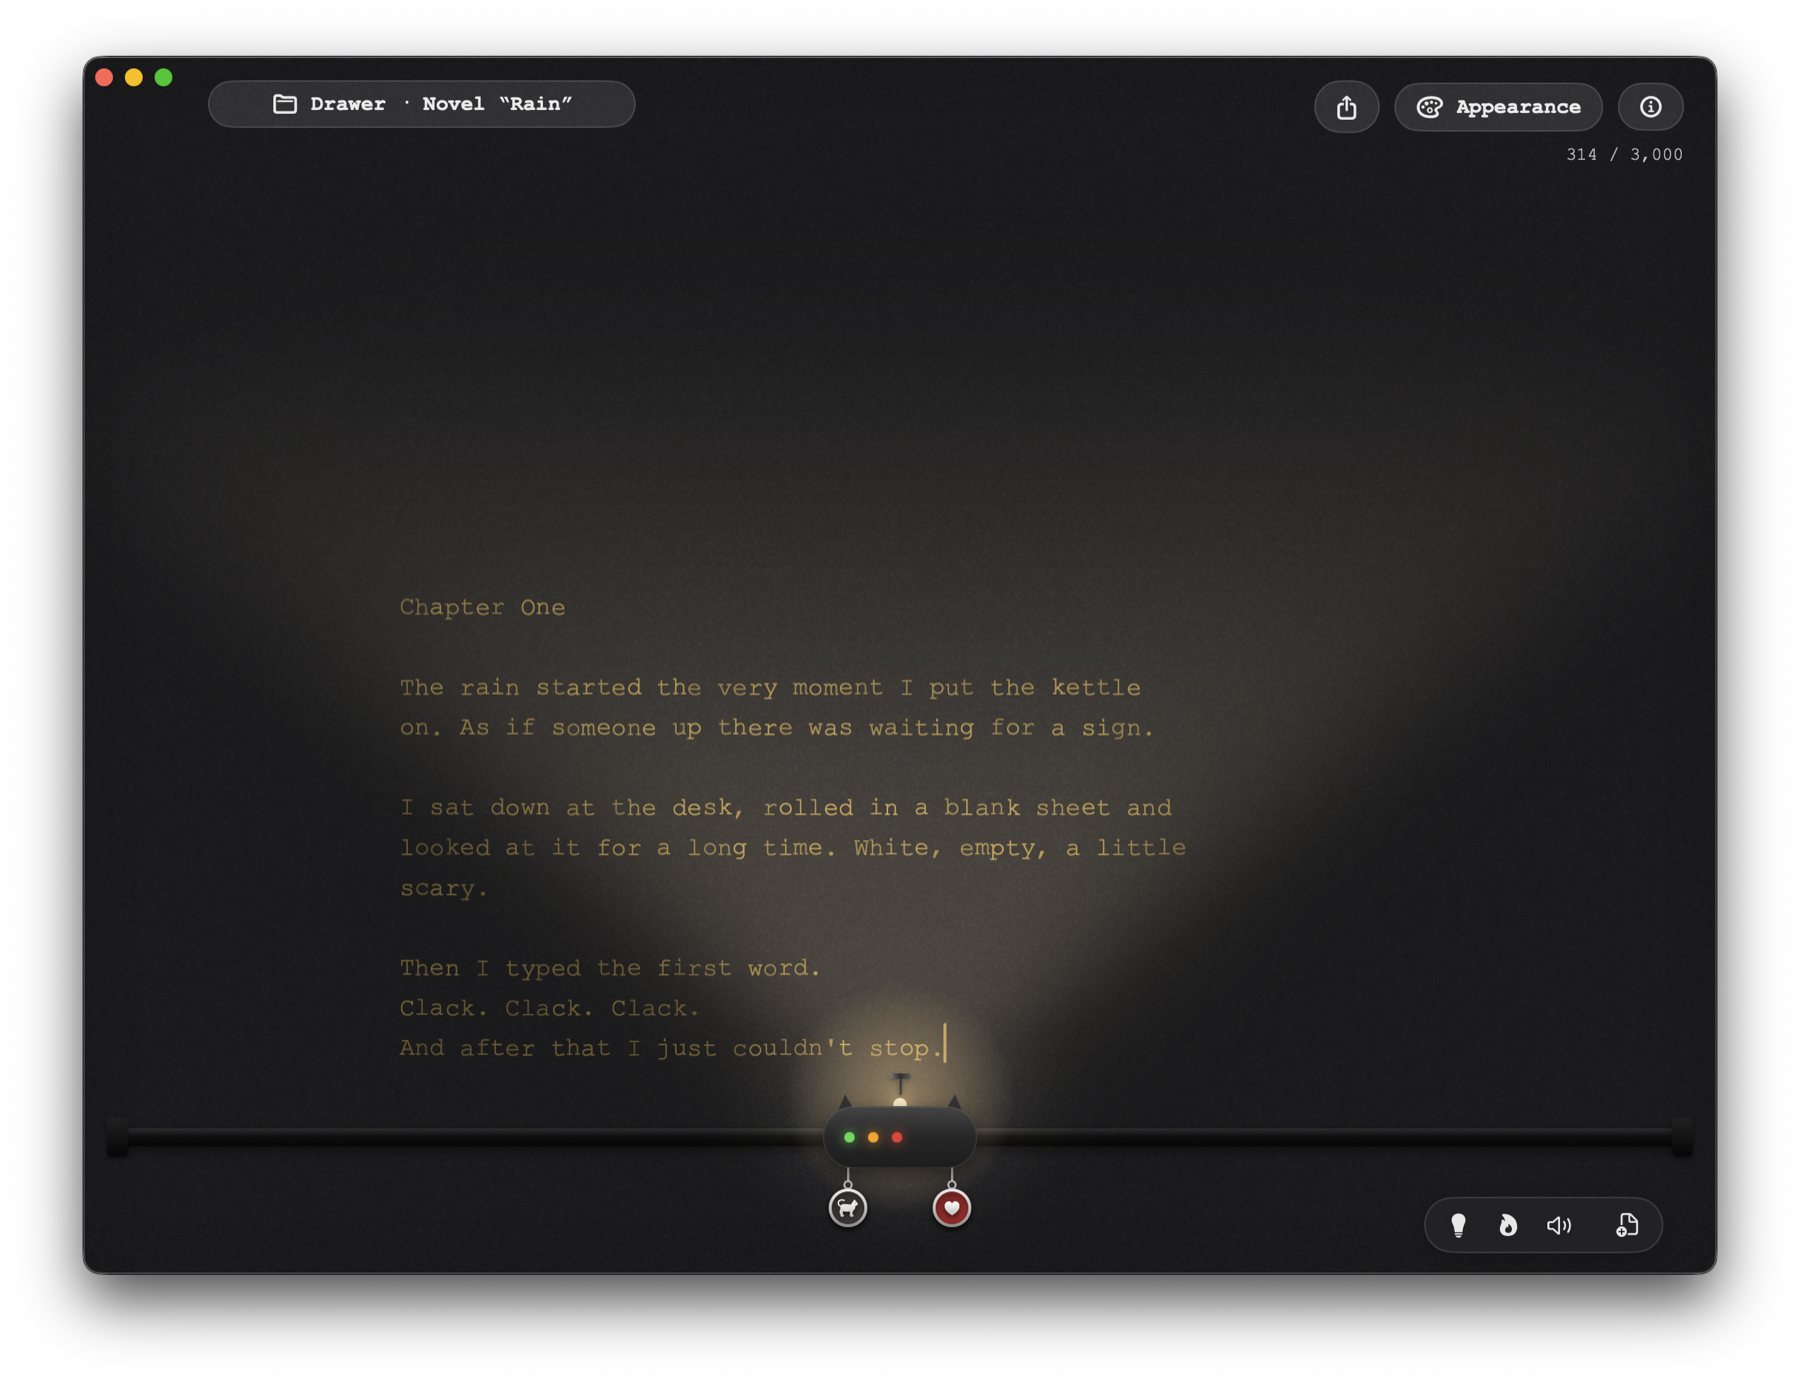 Drawer · Novel “Rain”
Appearance
314 / 3,000
Chapter One
The rain started the very moment I put the kettle
on. As if someone up there was waiting for a sign.
I sat down at the desk, rolled in a blank sheet and
looked at it for a long time. White, empty, a little
scary.
Then I typed the first word.
Clack. Clack. Clack.
And after that I just couldn't stop.